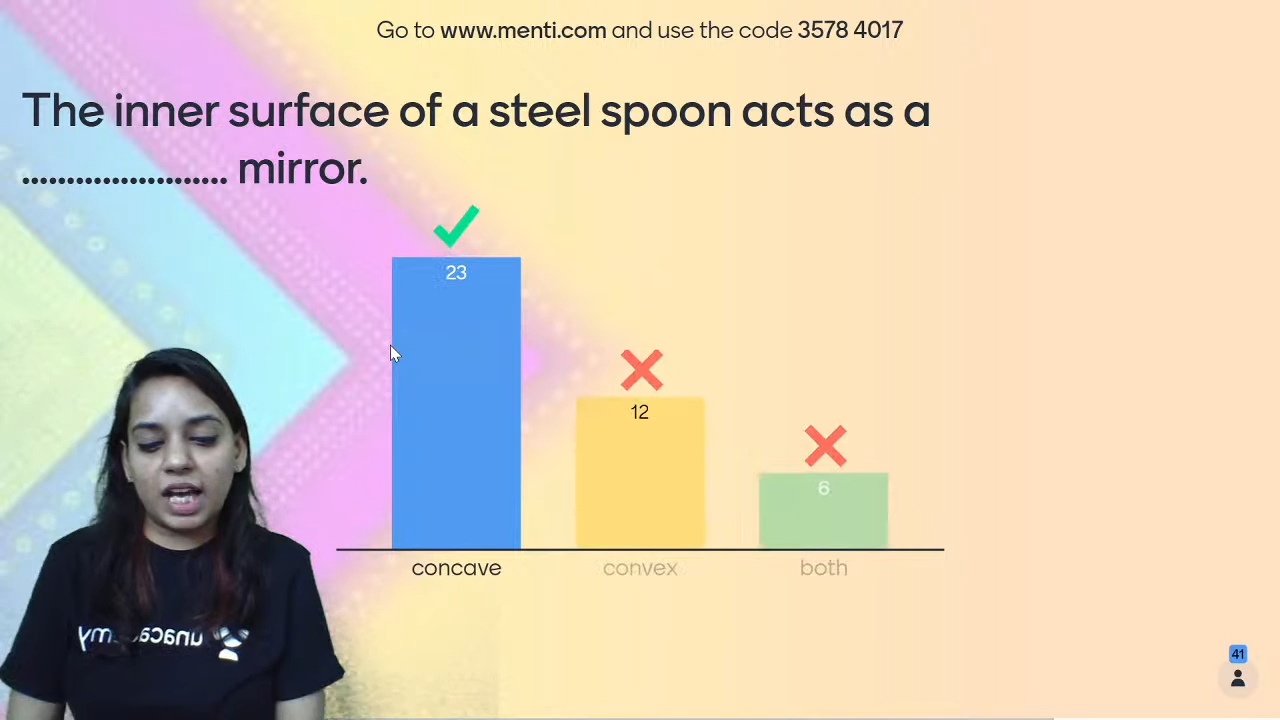 Go to www.menti.com and use the code 3578 4017
The inner surface of a steel spoon acts as a
....................... mirror.
23
12
6
concave
convex
both
unacademy
41